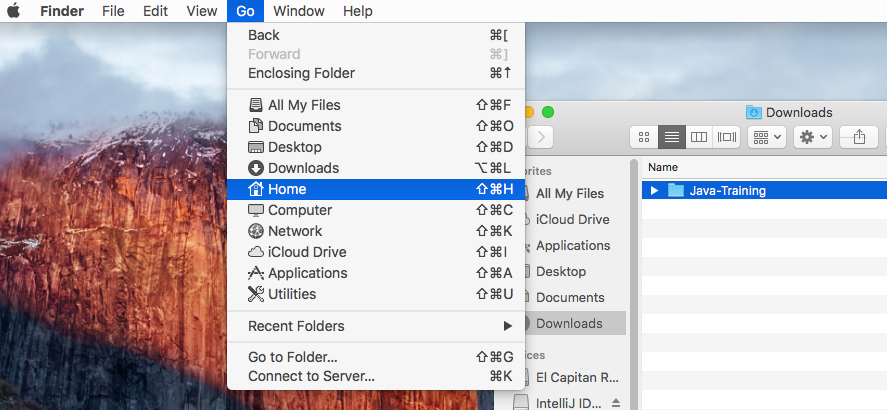 Finder File Edit View Go Window Help
Back ⌘[
Forward ⌘]
Enclosing Folder ⌘↑
All My Files ⇧⌘F
Documents ⇧⌘O
Desktop ⇧⌘D
Downloads ⌥⌘L
Home ⇧⌘H
Computer ⇧⌘C
Network ⇧⌘K
iCloud Drive ⇧⌘I
Applications ⇧⌘A
Utilities ⇧⌘U
Recent Folders
Go to Folder... ⇧⌘G
Connect to Server... ⌘K
Downloads
orites
All My Files
iCloud Drive
Applications
Desktop
Documents
Downloads
ices
El Capitan R...
IntelliJ ID...
Name
Java-Training